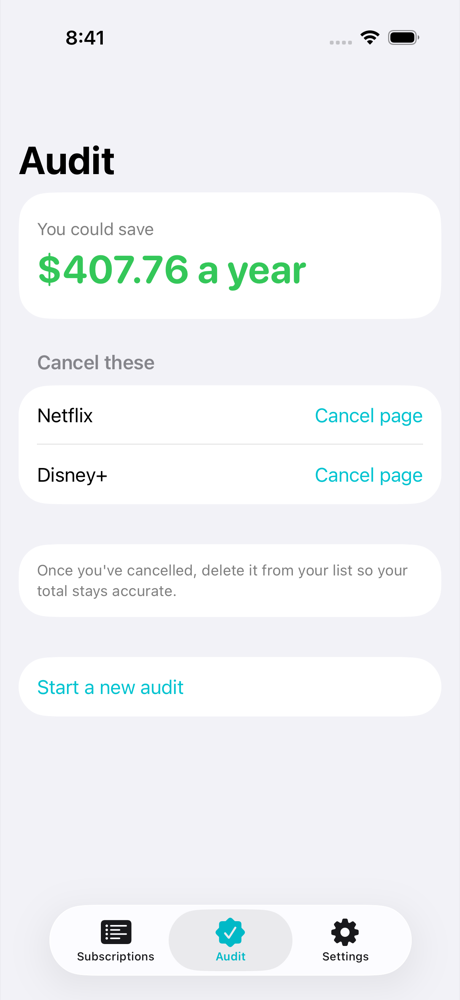 8:41
Audit
You could save
$407.76 a year
Cancel these
Netflix Cancel page
Disney+ Cancel page
Once you've cancelled, delete it from your list so your
total stays accurate.
Start a new audit
Subscriptions Audit Settings